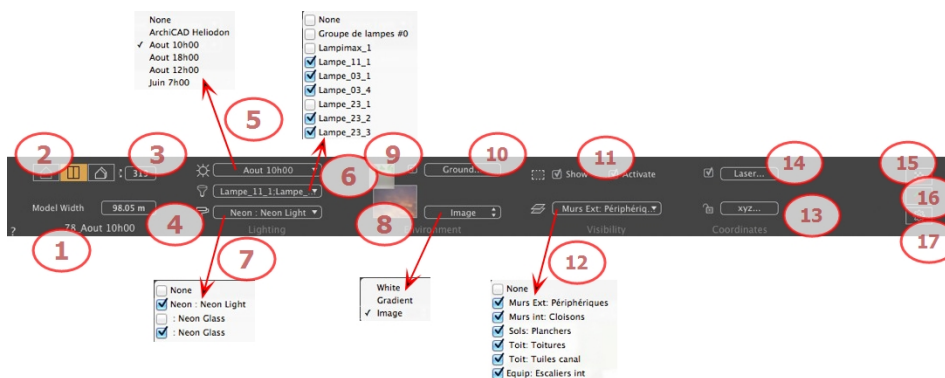 None
ArchiCAD Heliodon
✓ Aout 10h00
Aout 18h00
Aout 12h00
Juin 7h00
None
Groupe de lampes #0
Lampimax_1
Lampe_11_1
Lampe_03_1
Lampe_03_4
Lampe_23_1
Lampe_23_2
Lampe_23_3
5
2
3
9
10
11
14
15
Aout 10h00
Ground...
Show
Activate
Laser...
6
16
Lampe_11_1;Lampe_
Model Width
98.05 m
4
Neon : Neon Light
8
Image
Murs Ext: Périphériq.
xyz...
13
?
78_Aout 10h00
Lighting
Visibility
Coordinates
17
1
7
12
None
Neon : Neon Light
: Neon Glass
: Neon Glass
White
Gradient
✓ Image
None
Murs Ext: Périphériques
Murs int: Cloisons
Sols: Planchers
Toit: Toitures
Toit: Tuiles canal
Equip: Escaliers int